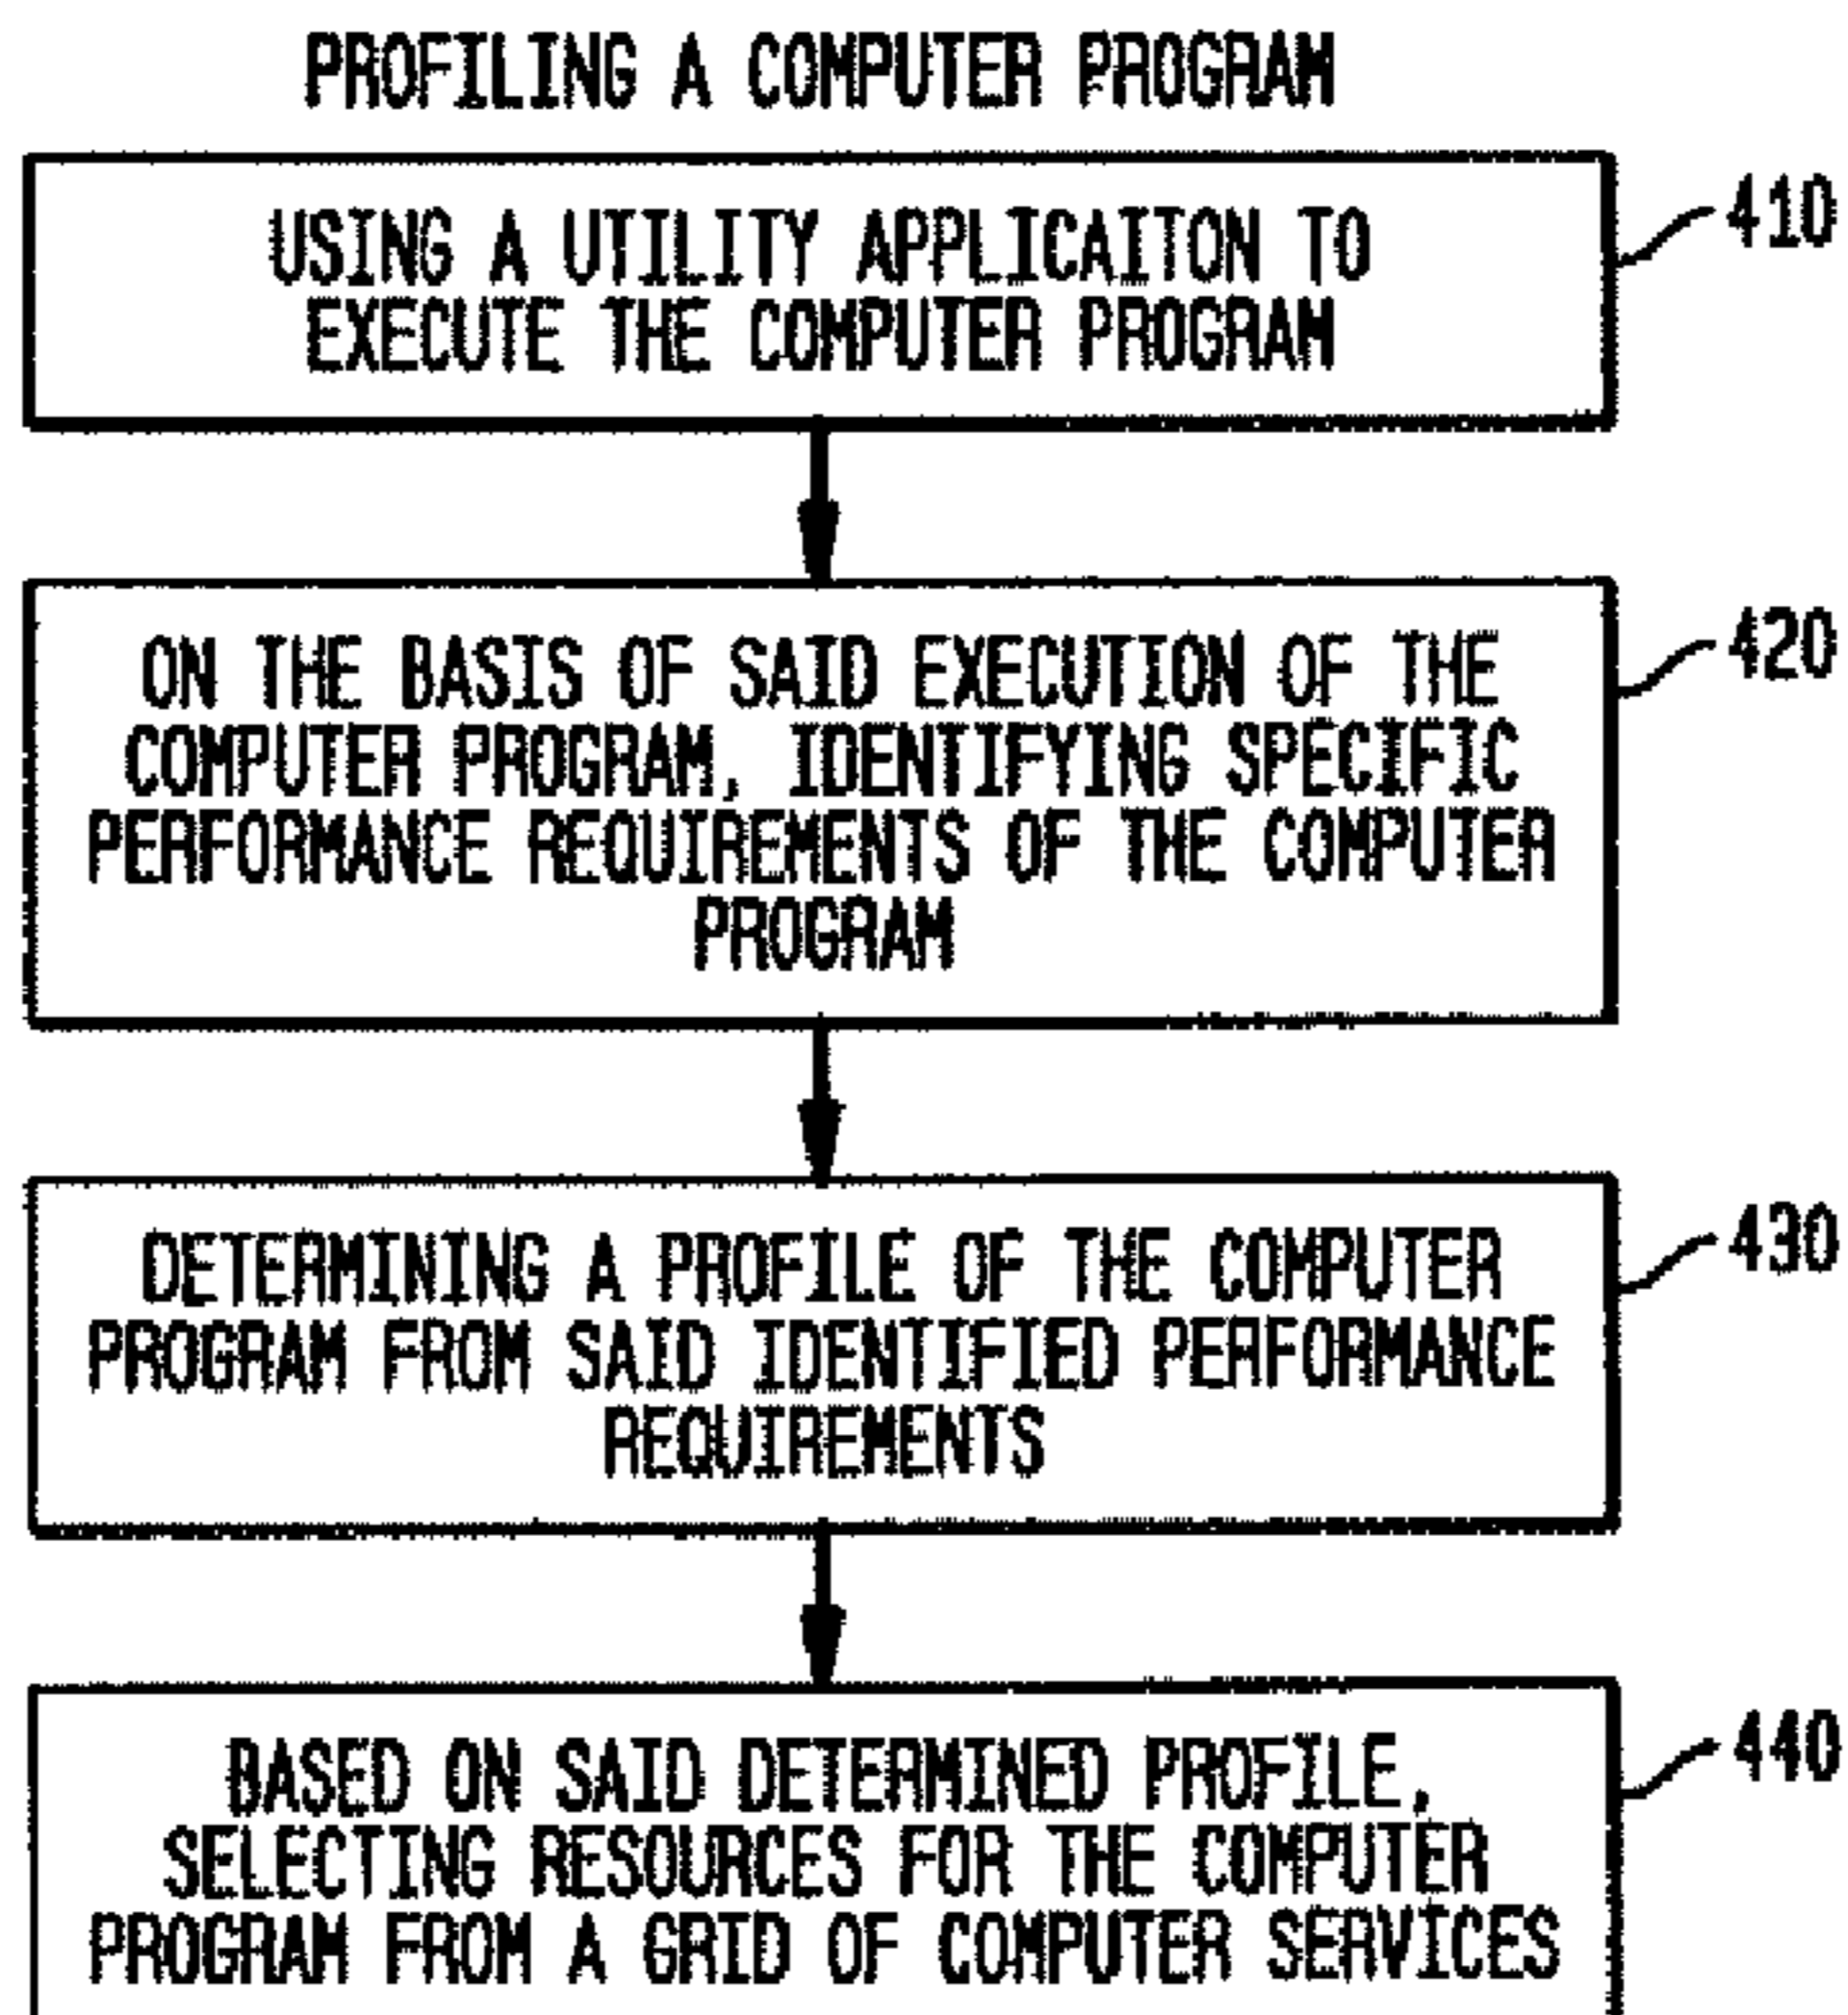 PROFILING A COMPUTER PROGRAM
USING A UTILITY APPLICAITON TO
EXECUTE THE COMPUTER PROGRAM
410
ON THE BASIS OF SAID EXECUTION OF THE
COMPUTER PROGRAM, IDENTIFYING SPECIFIC
PERFORMANCE REQUIREMENTS OF THE COMPUTER
PROGRAM
420
DETERMINING A PROFILE OF THE COMPUTER
PROGRAM FROM SAID IDENTIFIED PERFORMANCE
REQUIREMENTS
430
BASED ON SAID DETERMINED PROFILE,
SELECTING RESOURCES FOR THE COMPUTER
PROGRAM FROM A GRID OF COMPUTER SERVICES
440